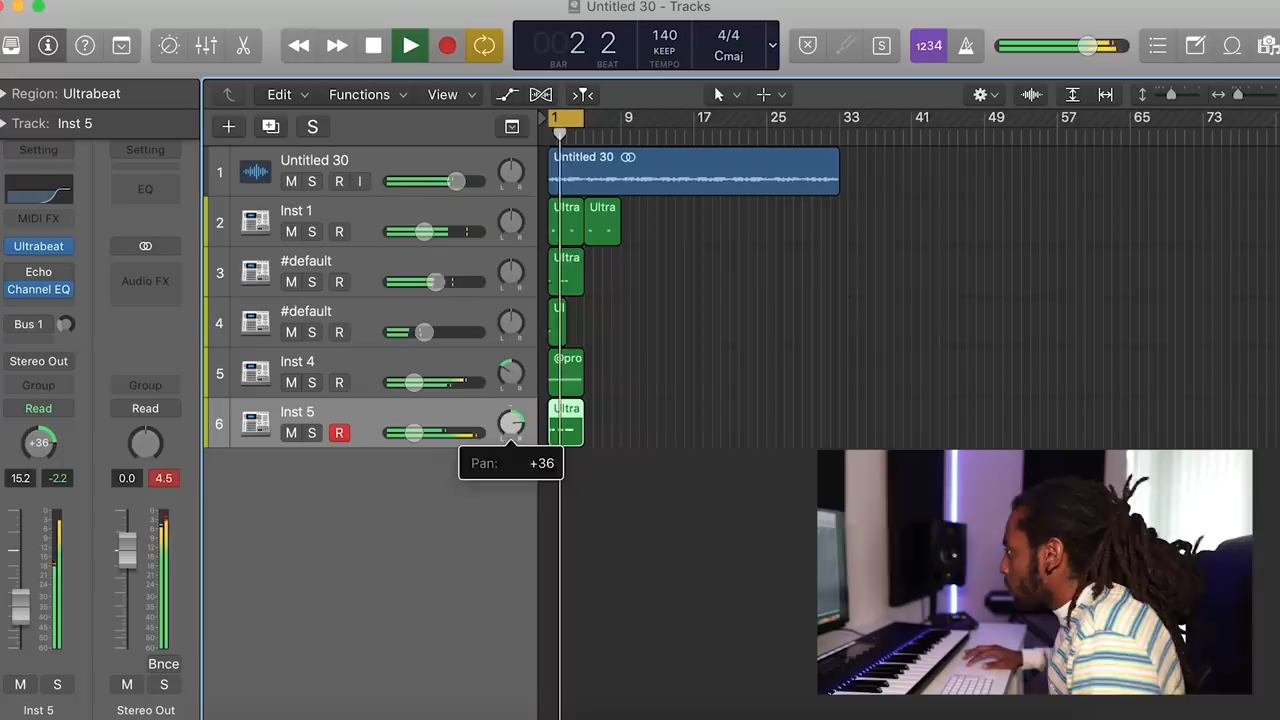 Untitled 30 - Tracks
002 2
BAR BEAT
140
KEEP
TEMPO
4/4
Cmaj
S
1234
Region: Ultrabeat
Edit Functions View
Track: Inst 5
S
1 9 17 25 33 41 49 57 65 73
Setting Setting
EQ
MIDI FX
Ultrabeat
Echo
Channel EQ
Audio FX
Bus 1
Stereo Out
Group Group
Read Read
+36
15.2 -2.2 0.0 4.5
Bnce
M S M S
Inst 5 Stereo Out
1 Untitled 30
M S R I
L R
Untitled 30
2 Inst 1
M S R
L R
Ultra Ultra
3 #default
M S R
L R
Ultra
4 #default
M S R
L R
Ul
5 Inst 4
M S R
L R
@pro
6 Inst 5
M S R
L R
Ultra
Pan: +36